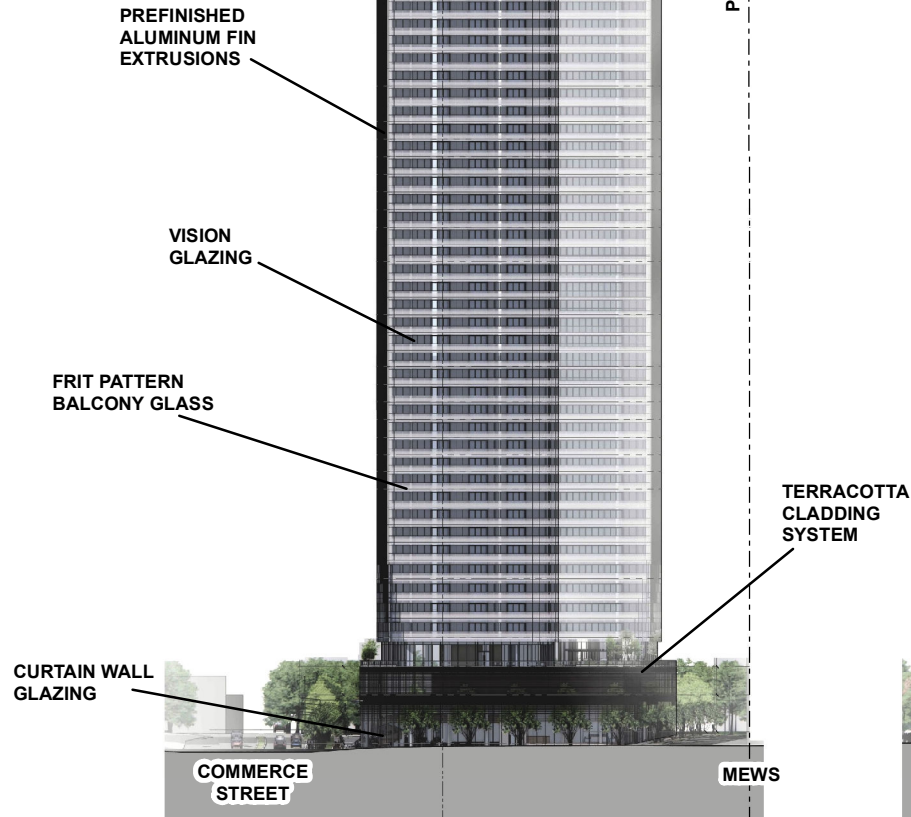 PREFINISHED
ALUMINUM FIN
EXTRUSIONS
P
VISION
GLAZING
FRIT PATTERN
BALCONY GLASS
TERRACOTTA
CLADDING
SYSTEM
CURTAIN WALL
GLAZING
COMMERCE
STREET
MEWS